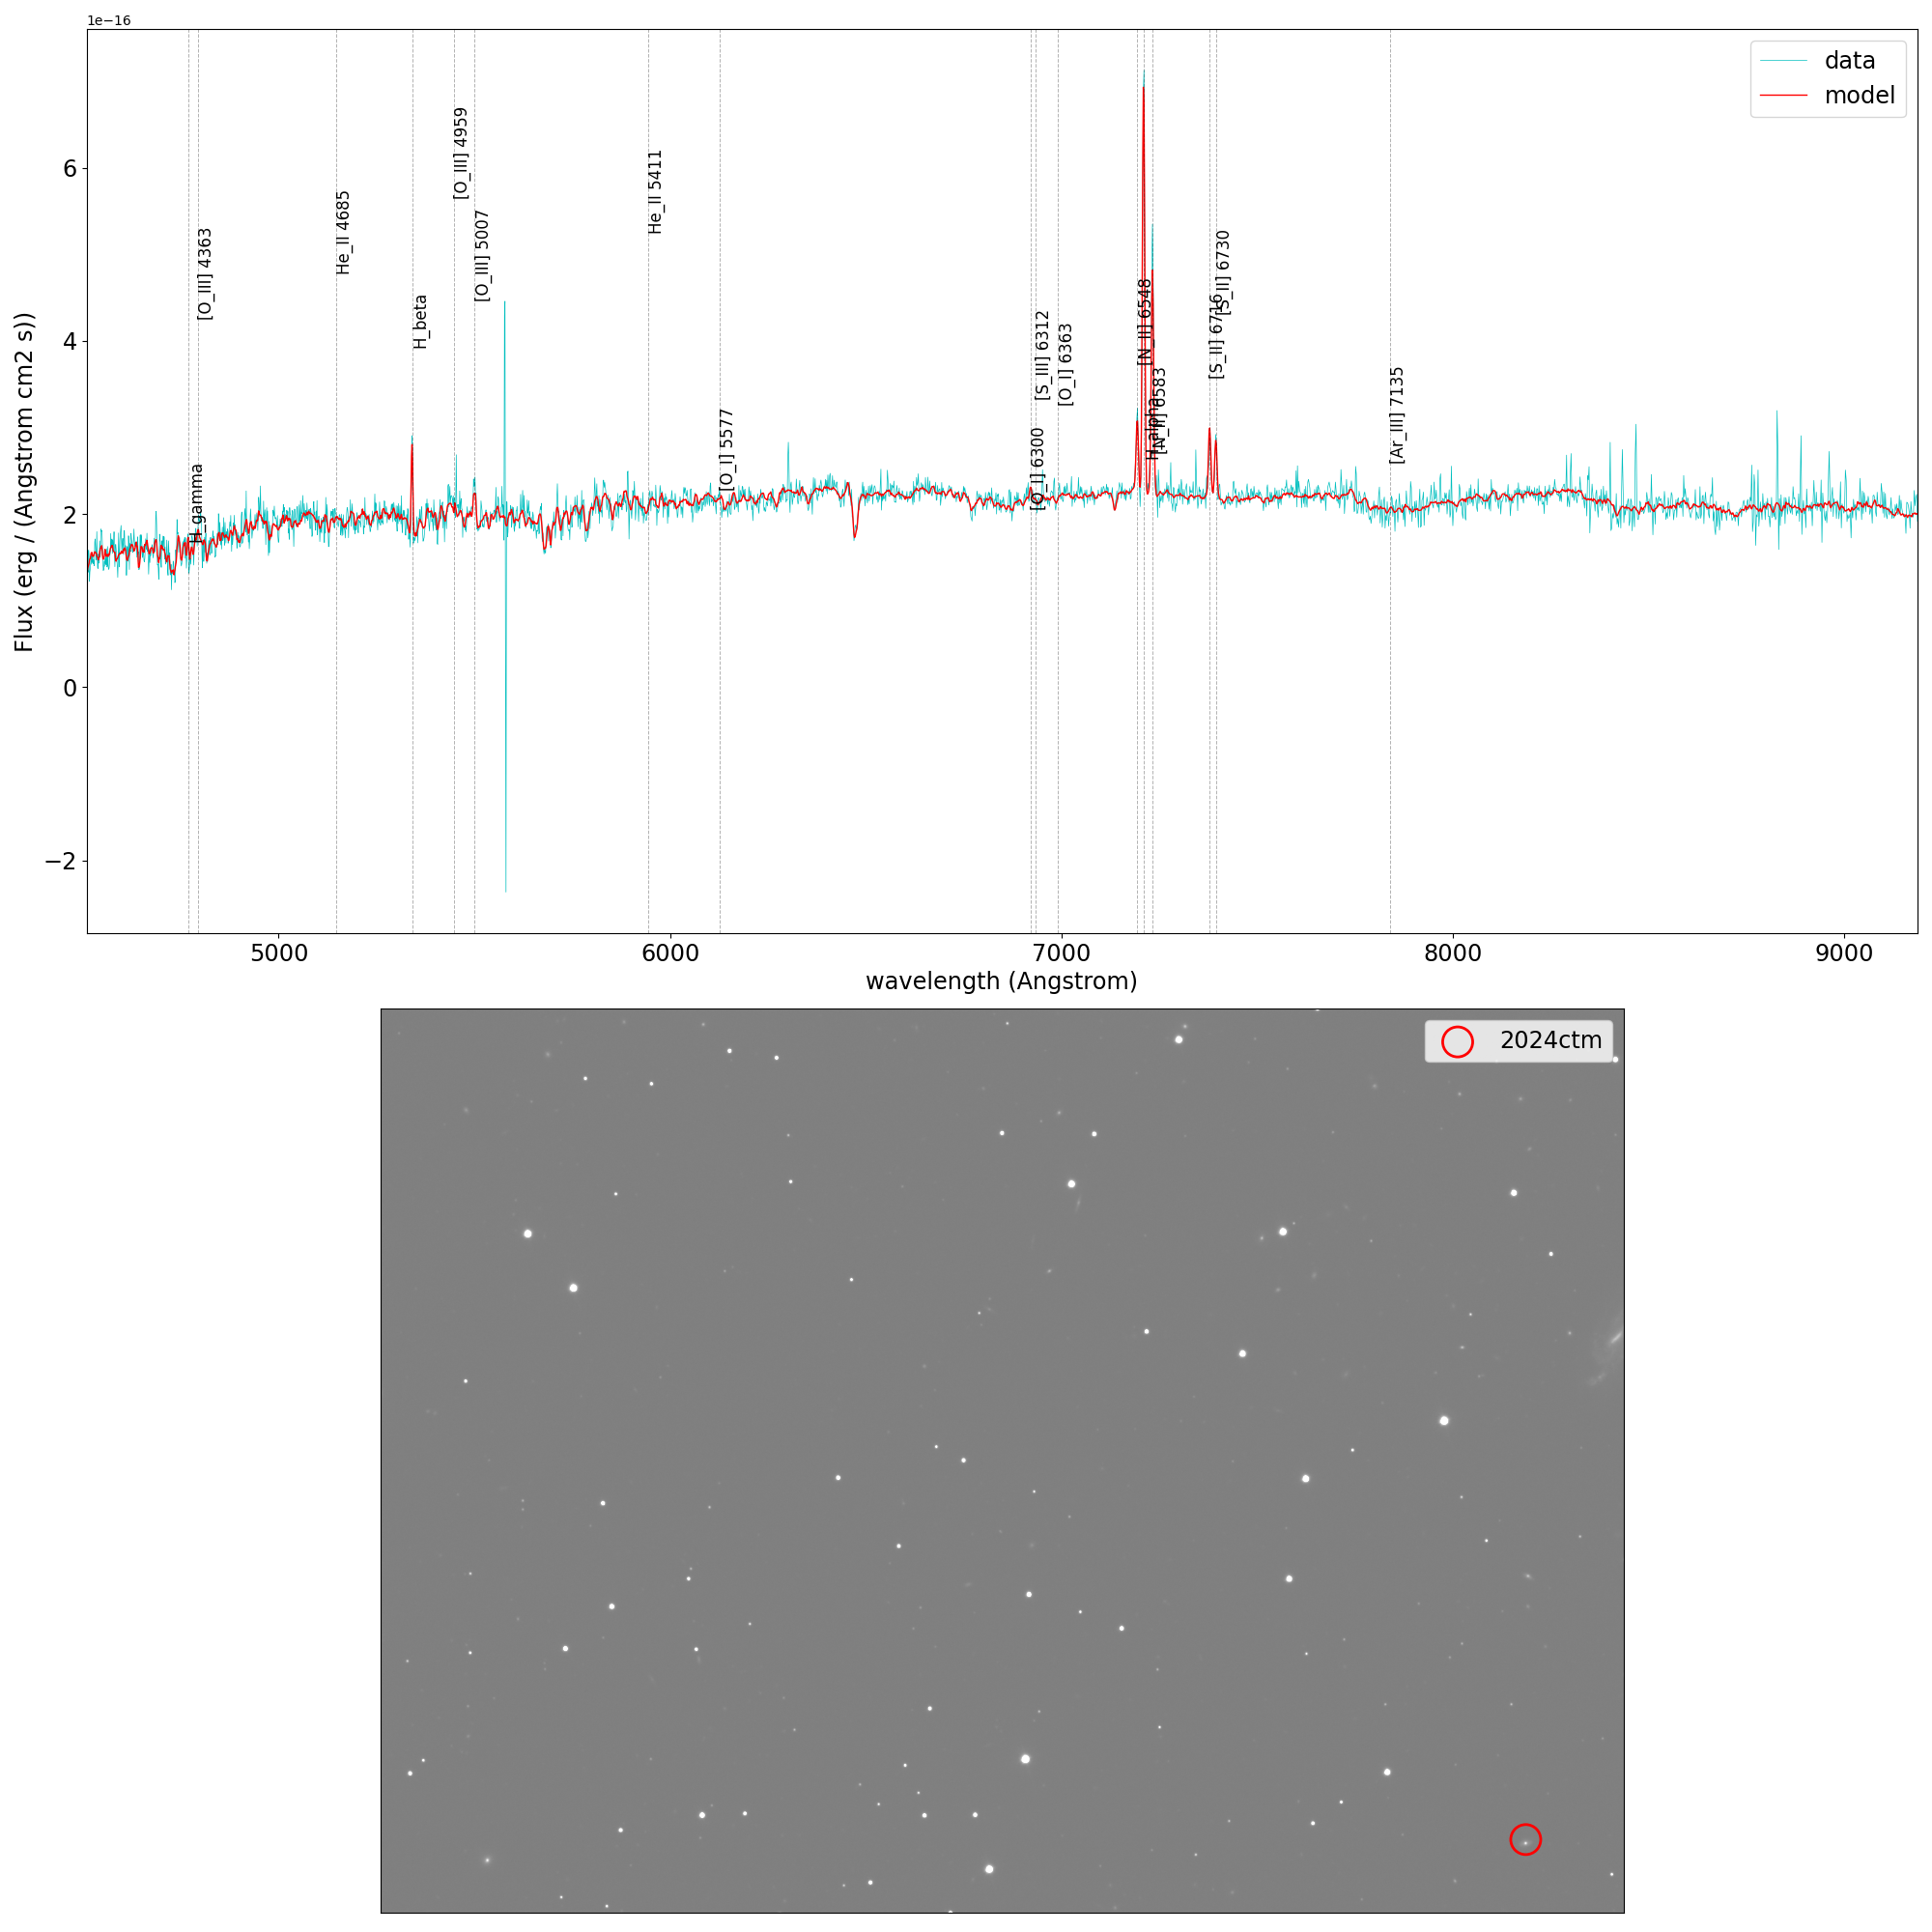 1e−16
data
model
[O_III] 4959
He_II 5411
He_II 4685
[O_III] 5007
[O_III] 4363
[S_II] 6730
[N_II] 6548
H_beta
[S_II] 6716
[S_III] 6312
[O_I] 6363
[N_II] 6583
[Ar_III] 7135
H_alpha
[O_I] 5577
[O_I] 6300
H_gamma
6
4
2
0
−2
Flux (erg / (Angstrom cm2 s))
5000
6000
7000
8000
9000
wavelength (Angstrom)
2024ctm